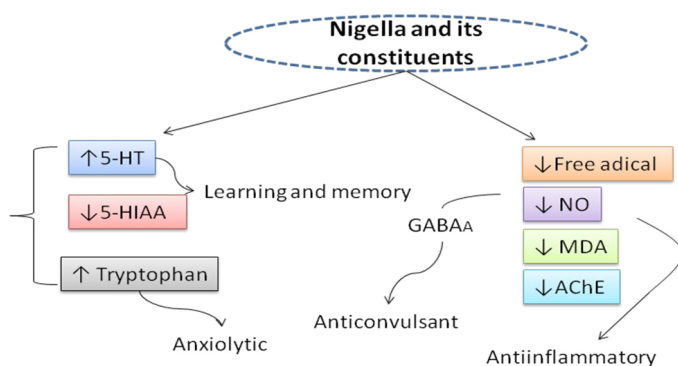 Nigella and its
constituents
↑5-HT
↓5-HIAA
Learning and memory
↑ Tryptophan
Anxiolytic
↓Free adical
↓ NO
GABAA
↓ MDA
↓AChE
Anticonvulsant
Antiinflammatory